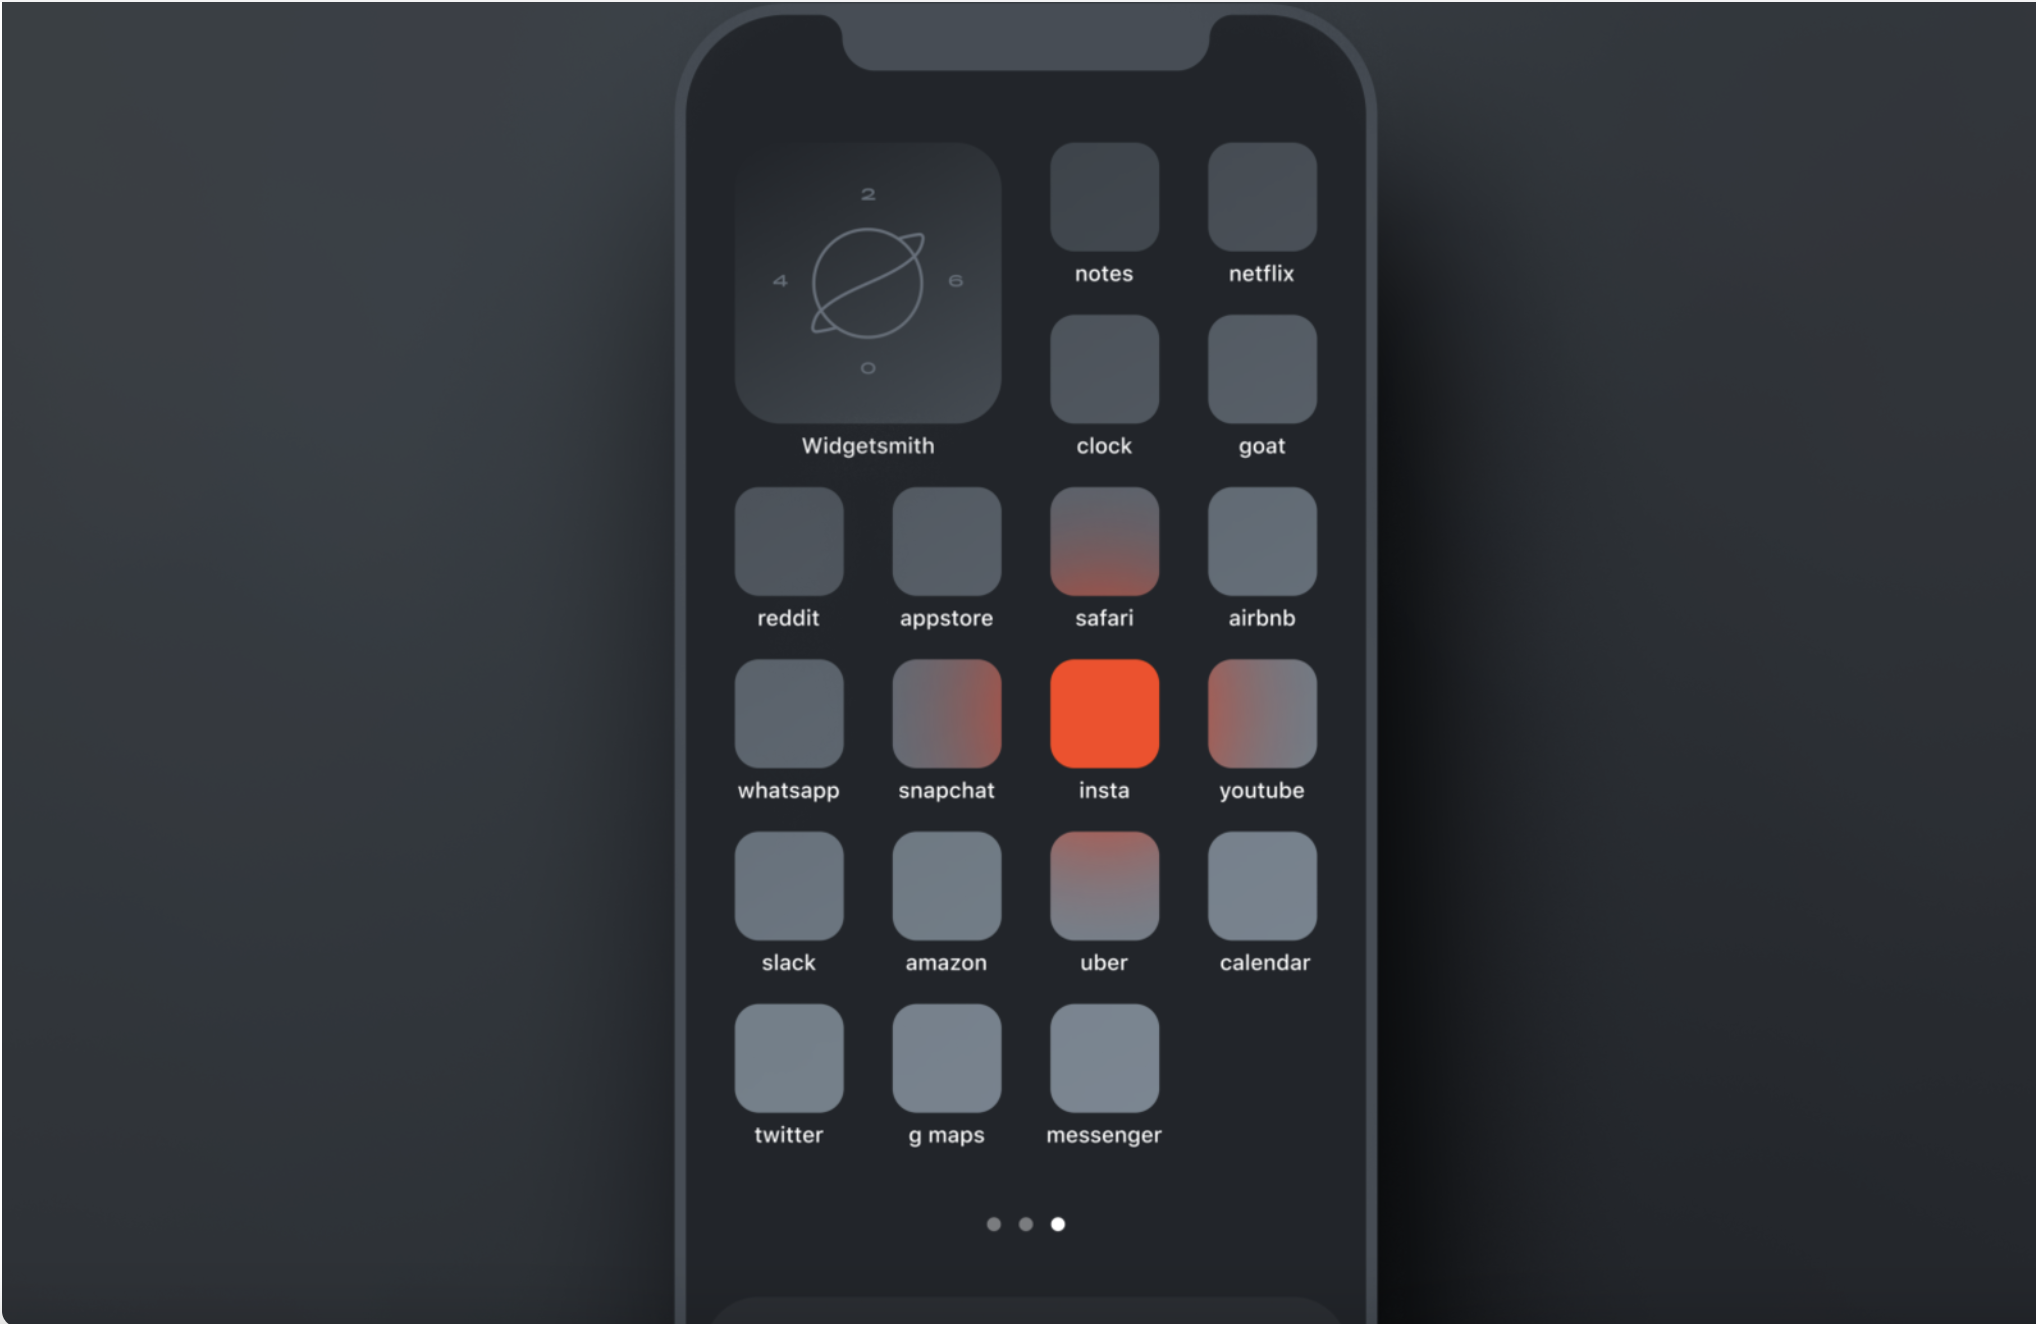 2
4 6
0
Widgetsmith
notes netflix
clock goat
reddit appstore safari airbnb
whatsapp snapchat insta youtube
slack amazon uber calendar
twitter g maps messenger